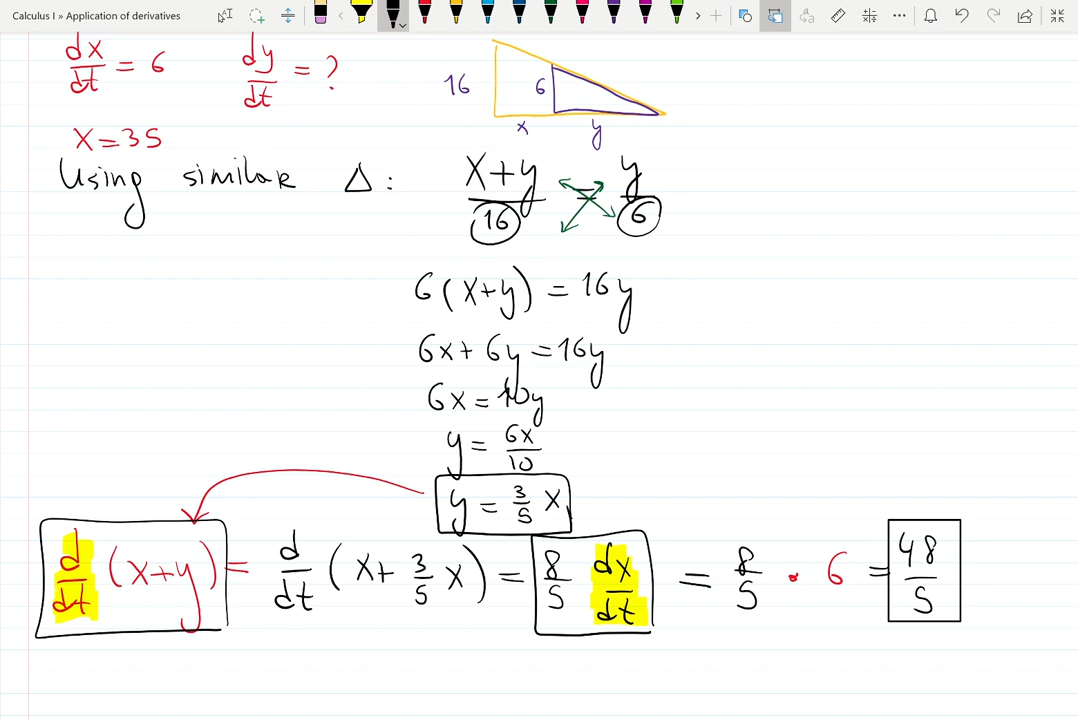 Calculus I » Application of derivatives
dx/dt = 6 dy/dt = ?
16 6
x y
x=35
Using similar Δ: x+y/16 = y/6
6(x+y) = 16y
6x+6y=16y
6x=10y
y = 6x/10
y = 3/5 x
d/dt (x+y) = d/dt (x+ 3/5 x) = 8/5 dx/dt = 8/5 · 6 = 48/5